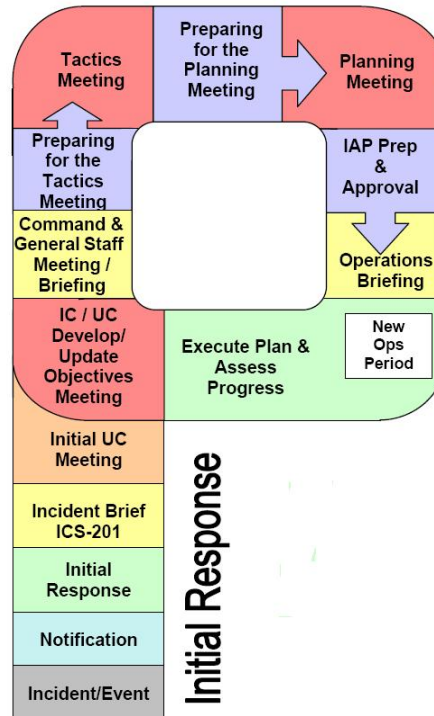 Tactics
Meeting
Preparing
for the
Planning
Meeting
Planning
Meeting
Preparing
for the
Tactics
Meeting
IAP Prep
&
Approval
Command &
General Staff
Meeting /
Briefing
Operations
Briefing
IC / UC
Develop/
Update
Objectives
Meeting
Execute Plan &
Assess
Progress
New
Ops
Period
Initial UC
Meeting
Incident Brief
ICS-201
Initial
Response
Notification
Incident/Event
Initial Response